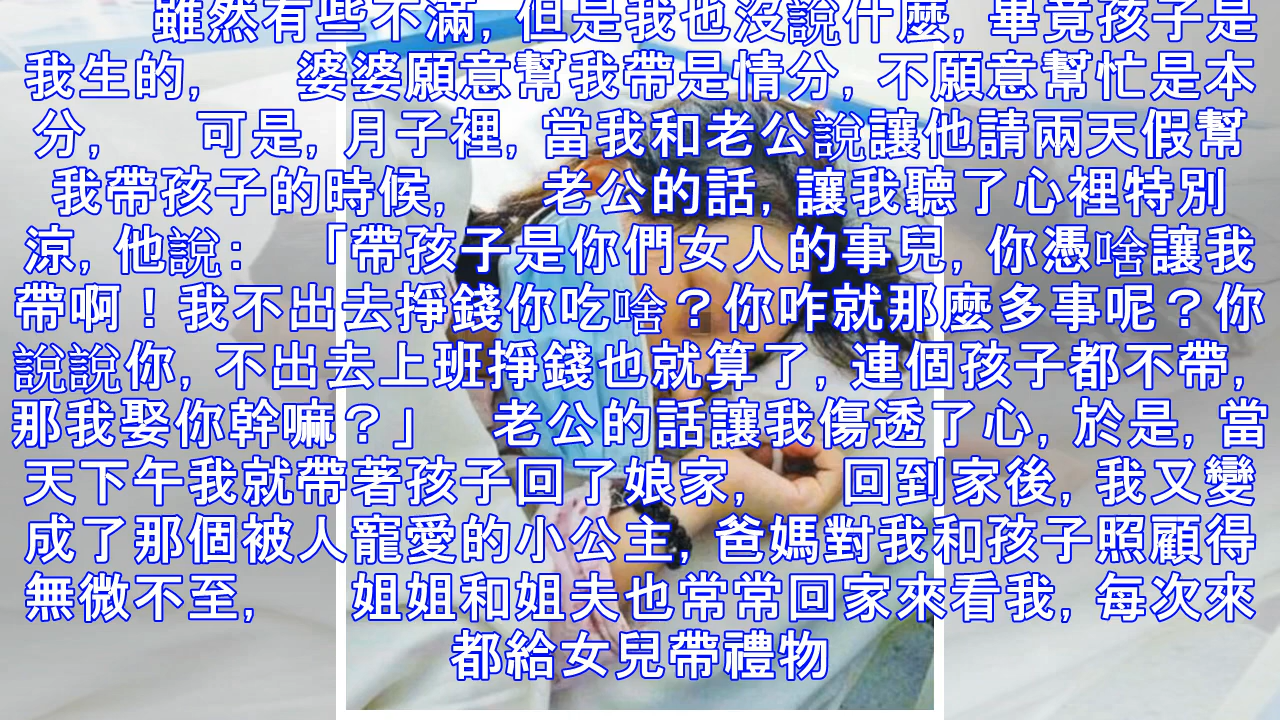 雖然有些不滿, 但是我也沒說什麼, 畢竟孩子是
我生的, 婆婆願意幫我帶是情分, 不願意幫忙是本
分, 可是, 月子裡, 當我和老公說讓他請兩天假幫
我帶孩子的時候, 老公的話, 讓我聽了心裡特別
涼, 他說: 「帶孩子是你們女人的事兒, 你憑啥讓我
帶啊！我不出去掙錢你吃啥？你咋就那麼多事呢？你
說說你, 不出去上班掙錢也就算了, 連個孩子都不帶,
那我娶你幹嘛？」 老公的話讓我傷透了心, 於是, 當
天下午我就帶著孩子回了娘家, 回到家後, 我又變
成了那個被人寵愛的小公主, 爸媽對我和孩子照顧得
無微不至, 姐姐和姐夫也常常回家來看我, 每次來
都給女兒帶禮物